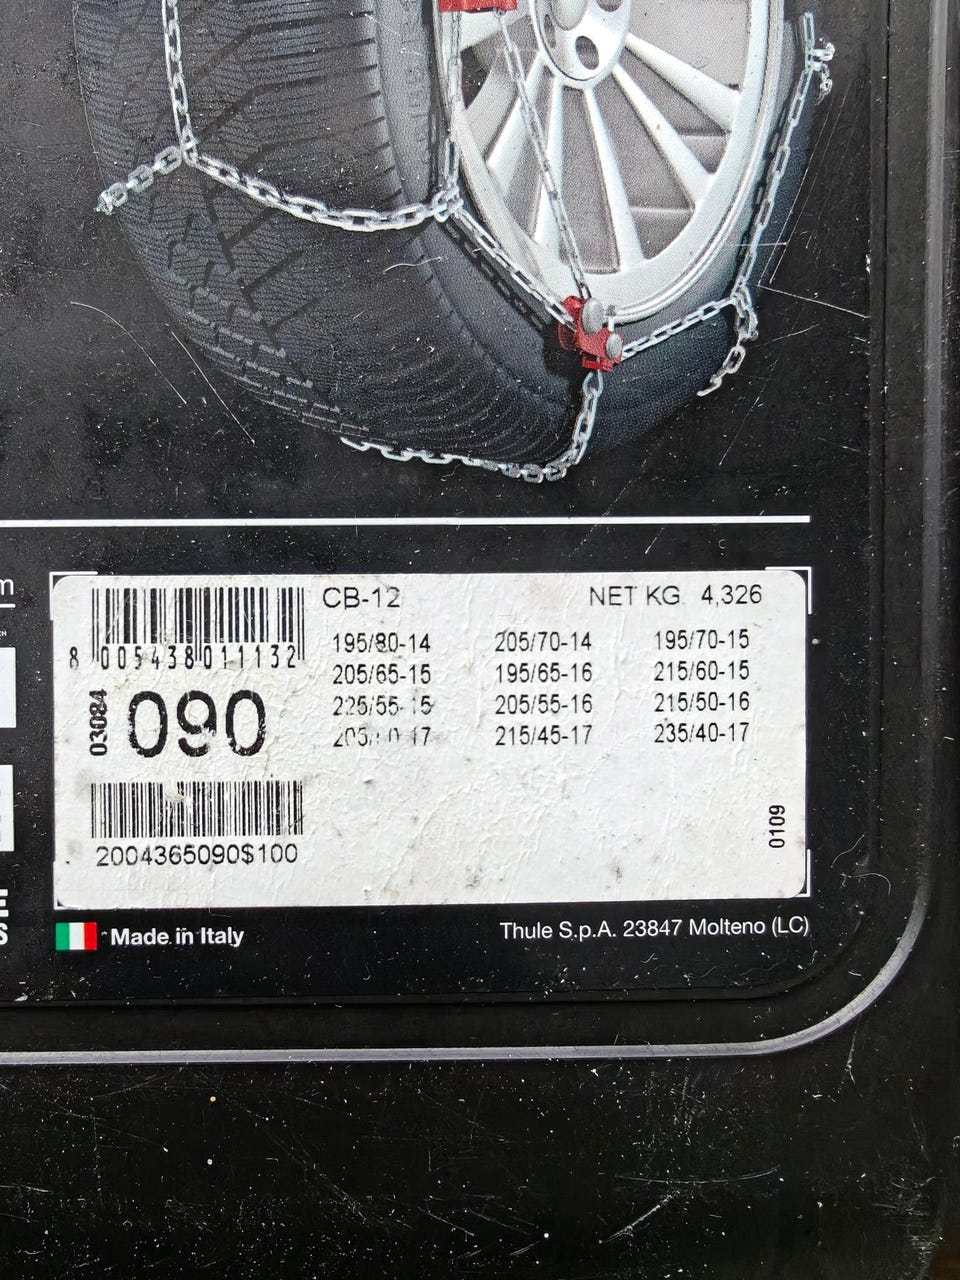 m
CB-12 NET KG 4,326
195/80-14 205/70-14 195/70-15
205/65-15 195/65-16 215/60-15
225/55-15 205/55-16 215/50-16
215/45-17 235/40-17
8 005438 011132
03084
090
2004365090$100
0109
E
S
Made in Italy
Thule S.p.A. 23847 Molteno (LC)